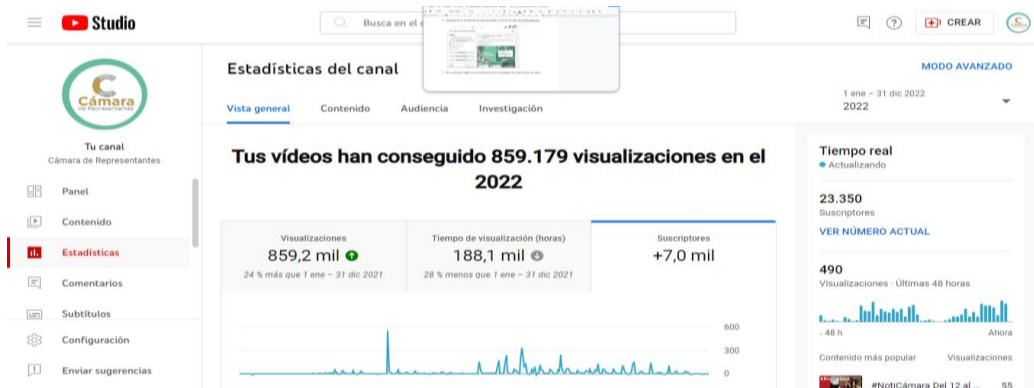 Studio
Busca en el
CREAR
Cámara
de Representantes
Tu canal
Cámara de Representantes
Panel
Contenido
Estadísticas
Comentarios
Subtítulos
Configuración
Enviar sugerencias
Estadísticas del canal
MODO AVANZADO
Vista general
Contenido
Audiencia
Investigación
1 ene – 31 dic 2022
2022
Tus vídeos han conseguido 859.179 visualizaciones en el
2022
Visualizaciones
859,2 mil
24 % más que 1 ene – 31 dic 2021
Tiempo de visualización (horas)
188,1 mil
28 % menos que 1 ene – 31 dic 2021
Suscriptores
+7,0 mil
600
300
0
Tiempo real
Actualizando
23.350
Suscriptores
VER NÚMERO ACTUAL
490
Visualizaciones · Últimas 48 horas
- 48 h
Ahora
Contenido más popular
Visualizaciones
#NotiCámara Del 12 al ...
55